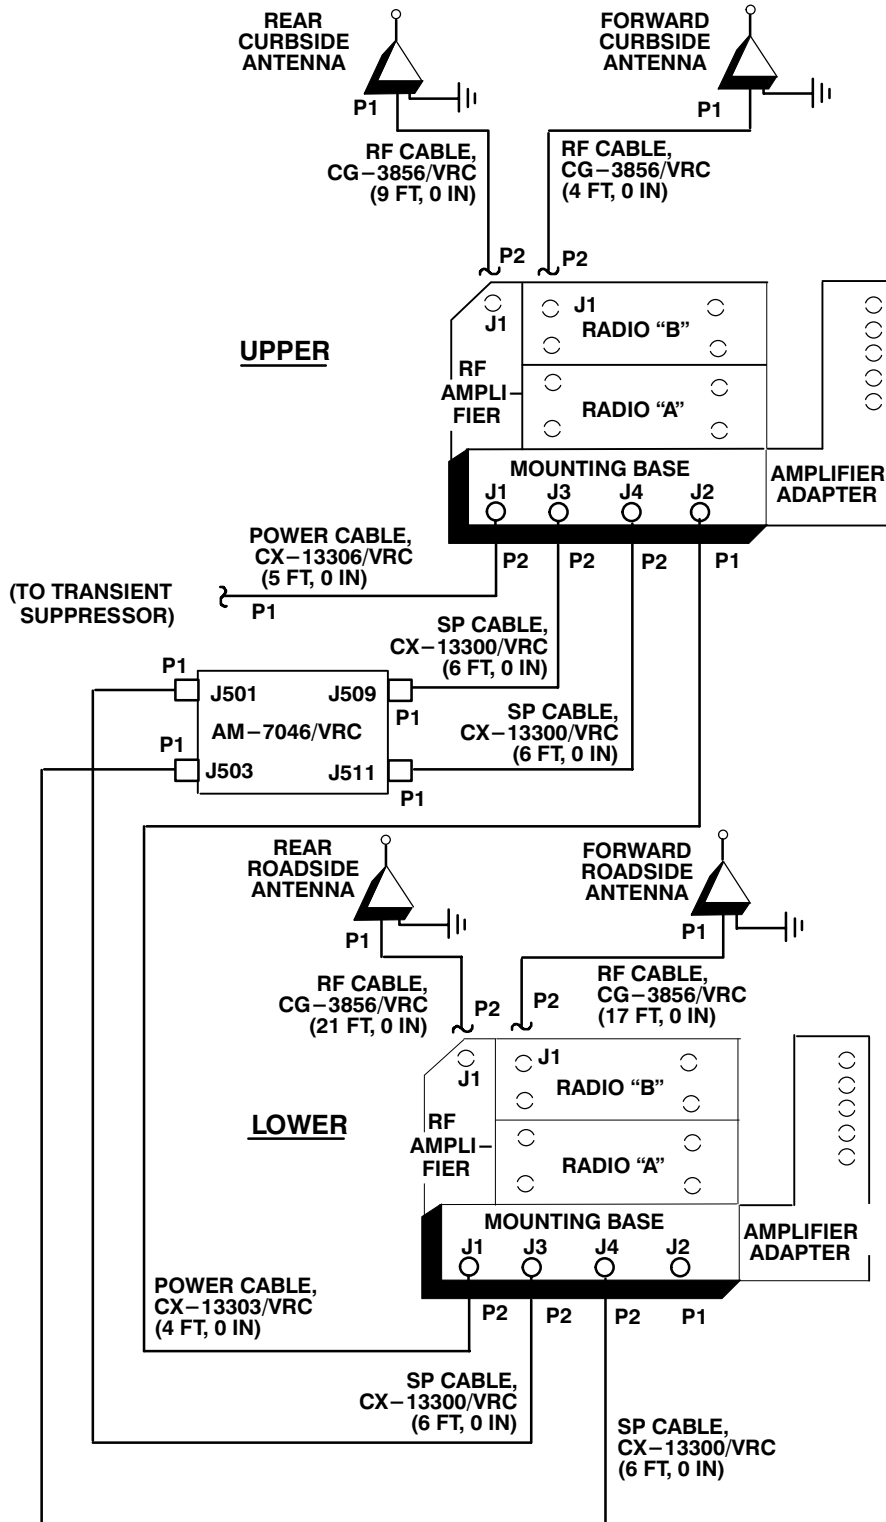 REAR
CURBSIDE
ANTENNA
FORWARD
CURBSIDE
ANTENNA
P1
P1
RF CABLE,
CG-3856/VRC
(9 FT, 0 IN)
RF CABLE,
CG-3856/VRC
(4 FT, 0 IN)
P2
P2
UPPER
J1
J1
RADIO “B”
RF
AMPLI-
FIER
RADIO “A”
MOUNTING BASE
J1
J3
J4
J2
AMPLIFIER
ADAPTER
POWER CABLE,
CX-13306/VRC
(5 FT, 0 IN)
P2
P2
P2
P1
(TO TRANSIENT
SUPPRESSOR)
P1
SP CABLE,
CX-13300/VRC
(6 FT, 0 IN)
P1
J501
J509
P1
SP CABLE,
CX-13300/VRC
(6 FT, 0 IN)
AM-7046/VRC
P1
J503
J511
P1
REAR
ROADSIDE
ANTENNA
FORWARD
ROADSIDE
ANTENNA
P1
P1
RF CABLE,
CG-3856/VRC
(21 FT, 0 IN)
RF CABLE,
CG-3856/VRC
(17 FT, 0 IN)
P2
P2
LOWER
J1
J1
RADIO “B”
RF
AMPLI-
FIER
RADIO “A”
MOUNTING BASE
J1
J3
J4
J2
AMPLIFIER
ADAPTER
POWER CABLE,
CX-13303/VRC
(4 FT, 0 IN)
P2
P2
P2
P1
SP CABLE,
CX-13300/VRC
(6 FT, 0 IN)
SP CABLE,
CX-13300/VRC
(6 FT, 0 IN)